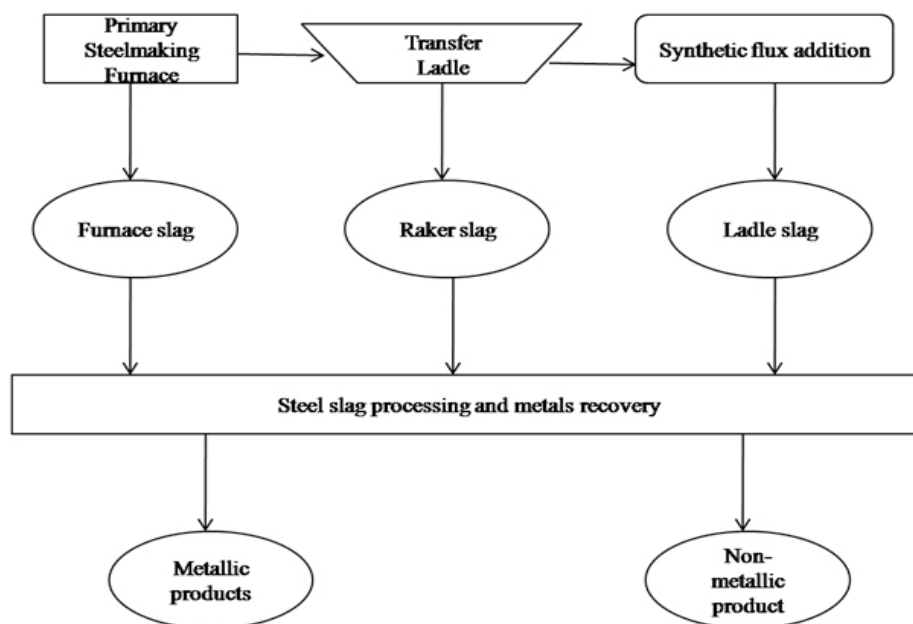 Primary
Steelmaking
Furnace
Transfer
Ladle
Synthetic flux addition
Furnace slag
Raker slag
Ladle slag
Steel slag processing and metals recovery
Metallic
products
Non-
metallic
product